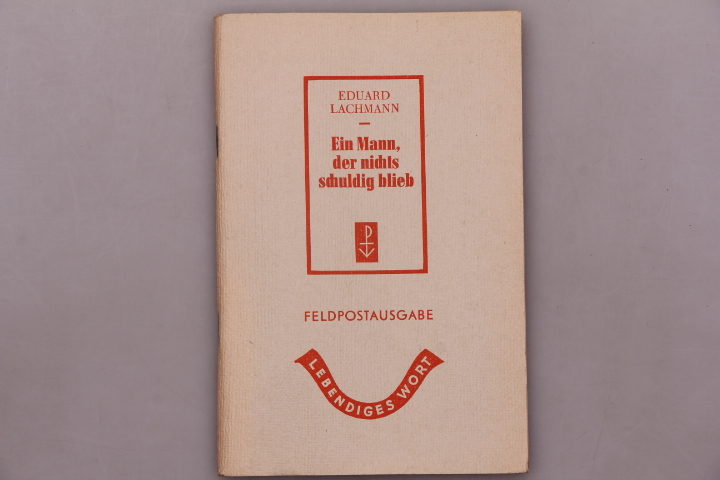 EDUARD
LACHMANN
Ein Mann,
der nichts
schuldig blieb
FELDPOSTAUSGABE
LEBENDIGES WORT